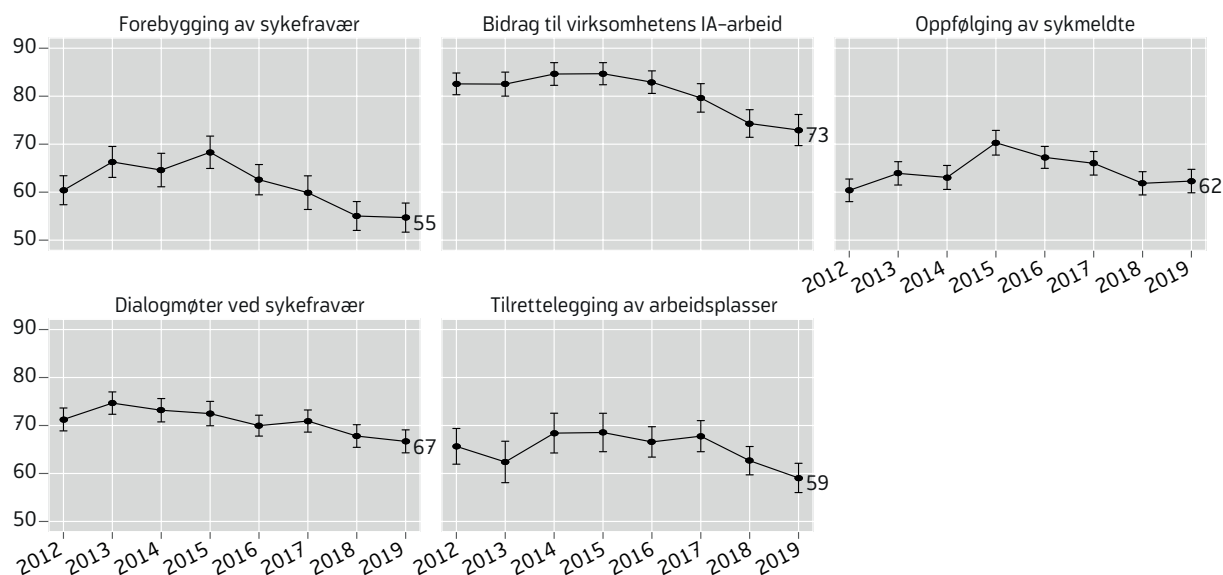 Forebygging av sykefravær
Bidrag til virksomhetens IA-arbeid
Oppfølging av sykmeldte
90
80
70
60
50
55
73
62
2012 2013 2014 2015 2016 2017 2018 2019
Dialogmøter ved sykefravær
Tilrettelegging av arbeidsplasser
90
80
70
60
50
67
59
2012 2013 2014 2015 2016 2017 2018 2019
2012 2013 2014 2015 2016 2017 2018 2019